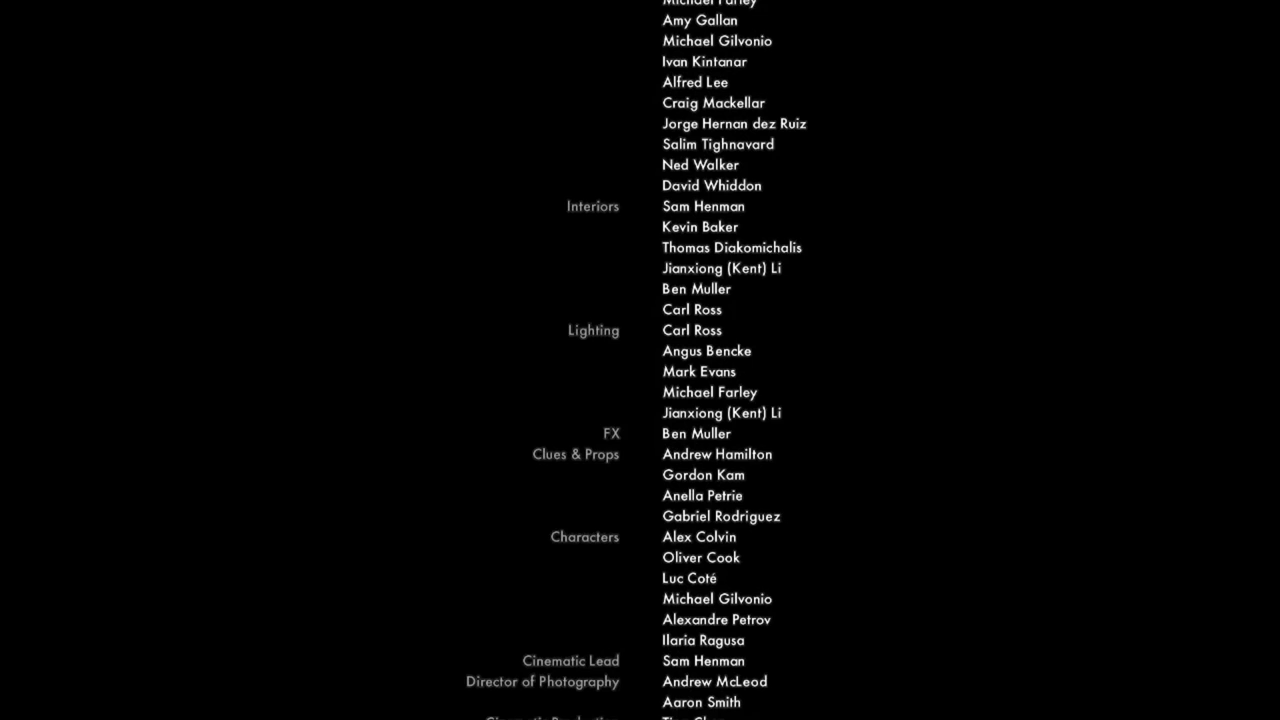 Michael Farley
Amy Gallan
Michael Gilvonio
Ivan Kintanar
Alfred Lee
Craig Mackellar
Jorge Hernan dez Ruiz
Salim Tighnavard
Ned Walker
David Whiddon
Interiors Sam Henman
Kevin Baker
Thomas Diakomichalis
Jianxiong (Kent) Li
Ben Muller
Carl Ross
Lighting Carl Ross
Angus Bencke
Mark Evans
Michael Farley
Jianxiong (Kent) Li
FX Ben Muller
Clues & Props Andrew Hamilton
Gordon Kam
Anella Petrie
Gabriel Rodriguez
Characters Alex Colvin
Oliver Cook
Luc Coté
Michael Gilvonio
Alexandre Petrov
Ilaria Ragusa
Cinematic Lead Sam Henman
Director of Photography Andrew McLeod
Aaron Smith